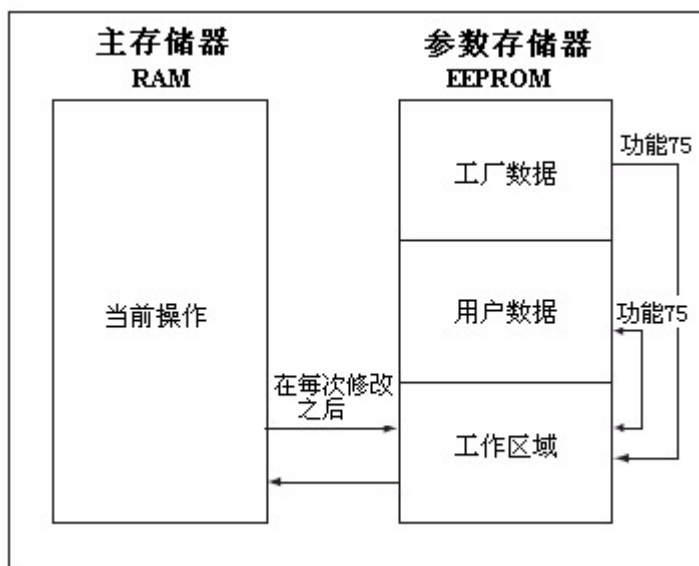 主存储器
RAM
参数存储器
EEPROM
工厂数据
功能75
当前操作
用户数据
功能75
在每次修改
之后
工作区域